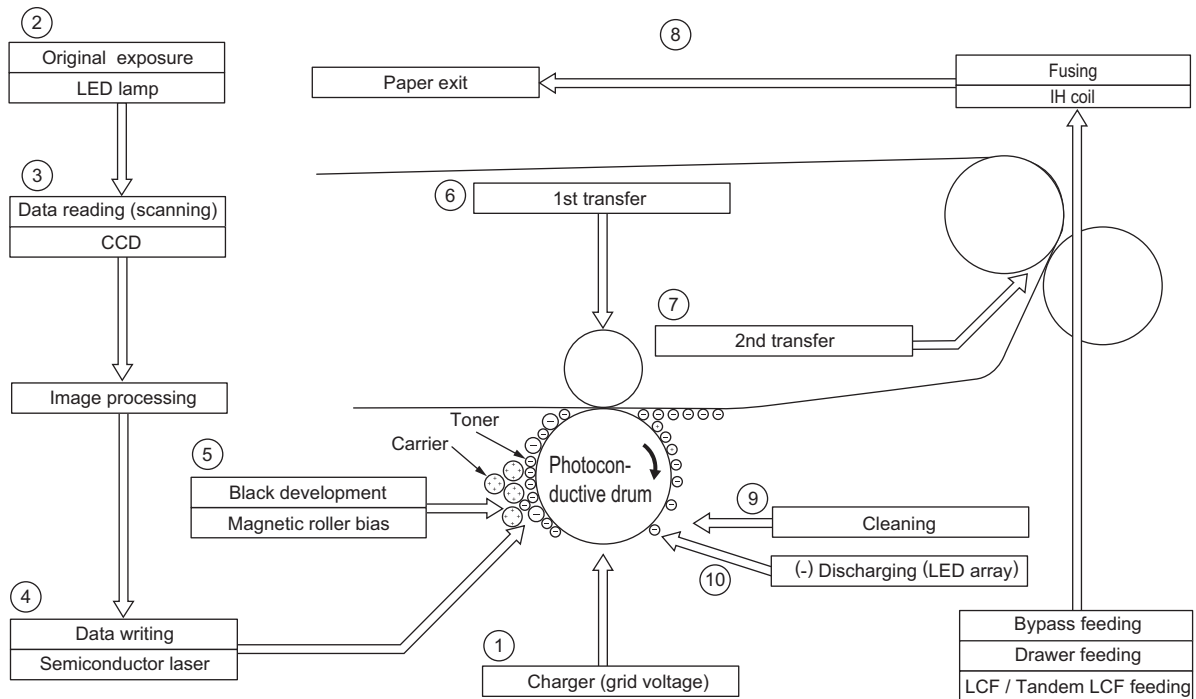 2
Original exposure
LED lamp
3
Data reading (scanning)
CCD
Image processing
5
Black development
Magnetic roller bias
Carrier
Toner
4
Data writing
Semiconductor laser
8
Paper exit
Fusing
IH coil
6
1st transfer
7
2nd transfer
Photocon-
ductive drum
9
Cleaning
10
(-) Discharging (LED array)
1
Charger (grid voltage)
Bypass feeding
Drawer feeding
LCF / Tandem LCF feeding